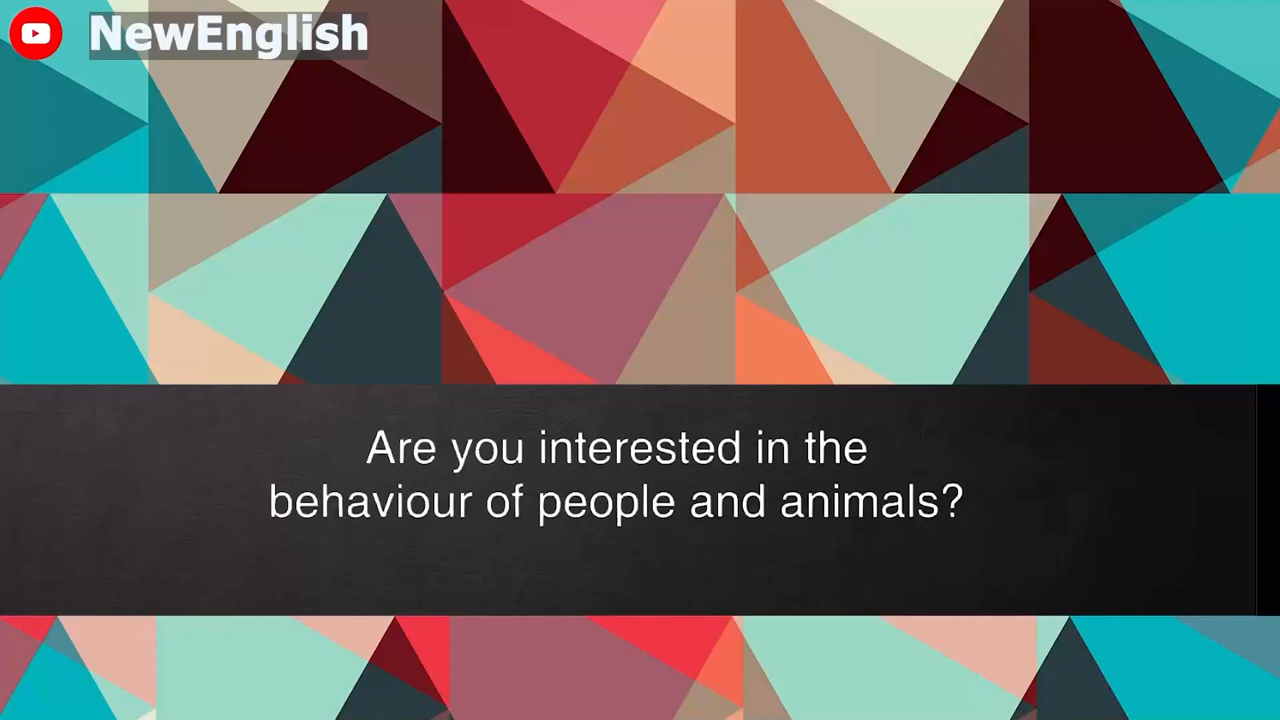 NewEnglish
Are you interested in the
behaviour of people and animals?